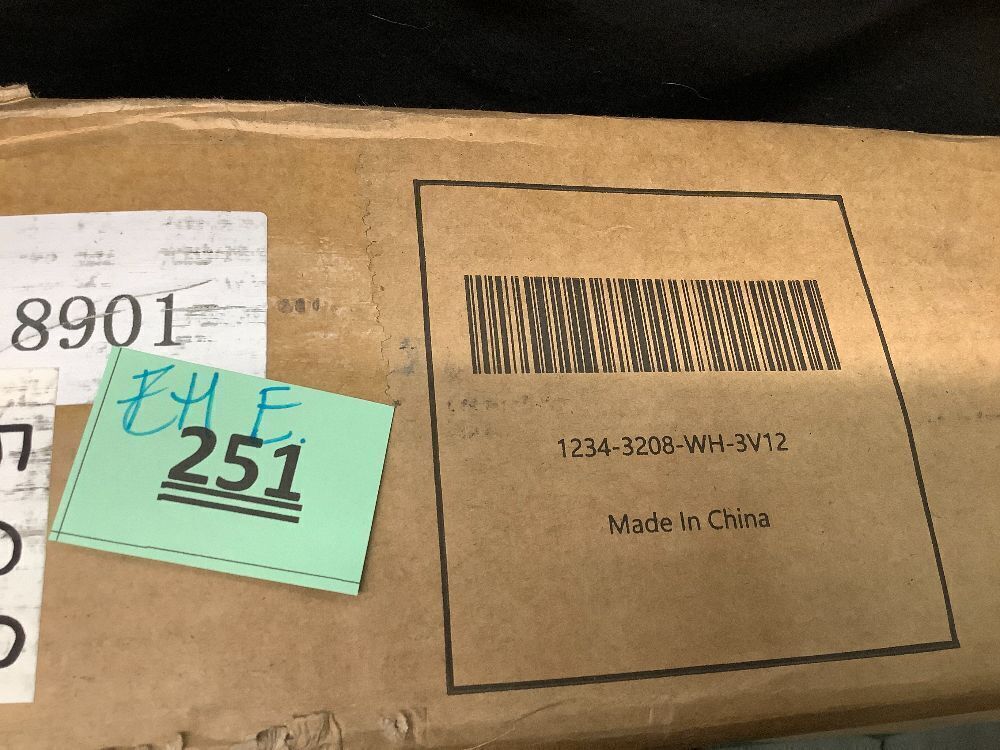 8901
EH E.
251
1234-3208-WH-3V12
Made In China